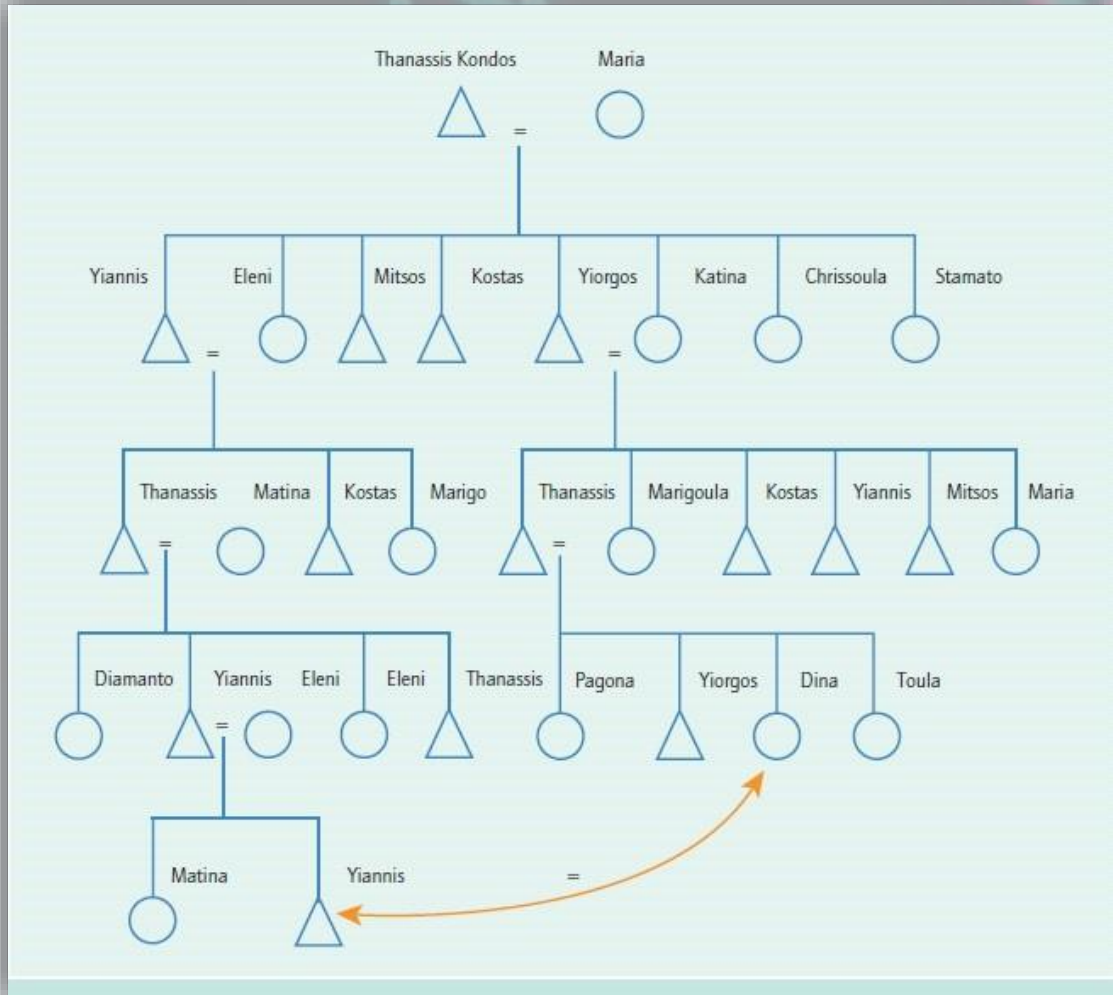 Thanassis Kondos Maria
=
Yiannis Eleni Mitsos Kostas Yiorgos Katina Chrissoula Stamato
= =
Thanassis Matina Kostas Marigo Thanassis Marigoula Kostas Yiannis Mitsos Maria
= =
Diamanto Yiannis Eleni Eleni Thanassis Pagona Yiorgos Dina Toula
=
Matina Yiannis =